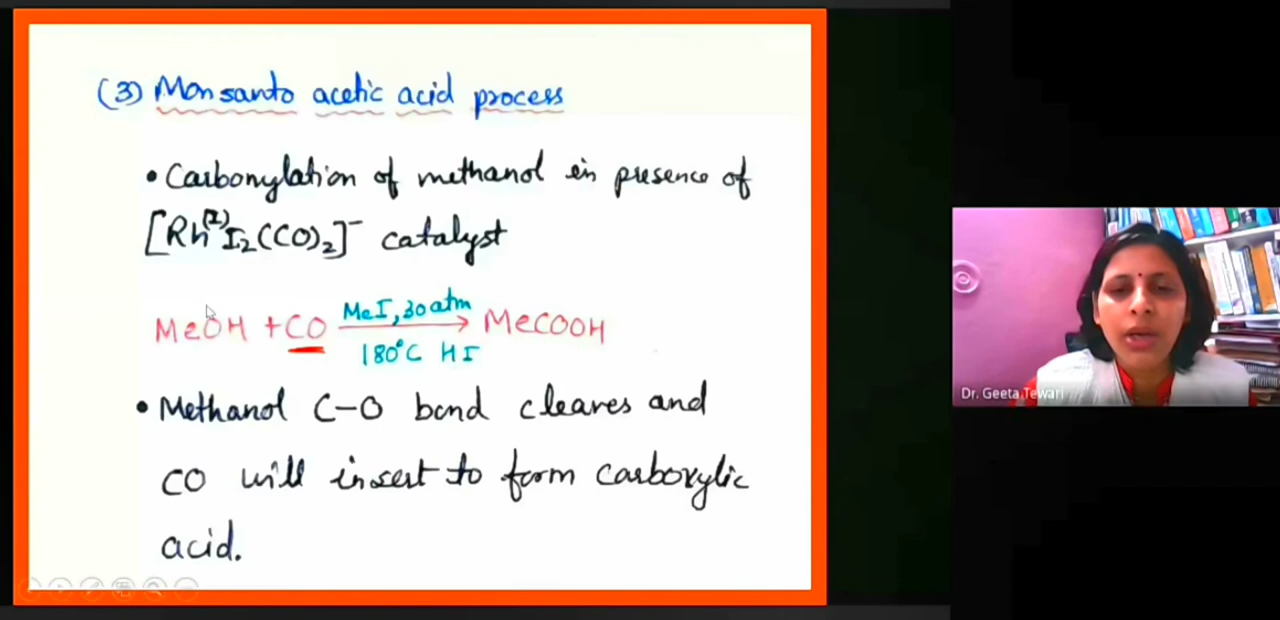 (3) Monsanto acetic acid process
• Carbonylation of methanol in presence of
[Rh(I)I₂(CO)₂]⁻ catalyst
MeI, 30 atm
MeOH + CO → MeCOOH
180°C HI
• Methanol C-O bond cleaves and
CO will insert to form carboxylic
acid.
Dr. Geeta Tewari